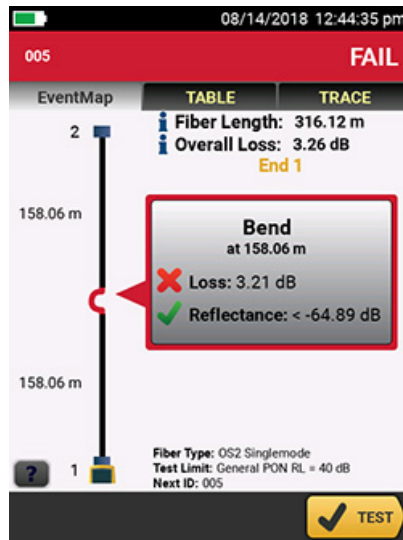 08/14/2018 12:44:35 pm
005 FAIL
EventMap TABLE TRACE
2
Fiber Length: 316.12 m
Overall Loss: 3.26 dB
End 1
158.06 m
Bend
at 158.06 m
Loss: 3.21 dB
Reflectance: < -64.89 dB
158.06 m
Fiber Type: OS2 Singlemode
Test Limit: General PON RL = 40 dB
Next ID: 005
? 1
TEST